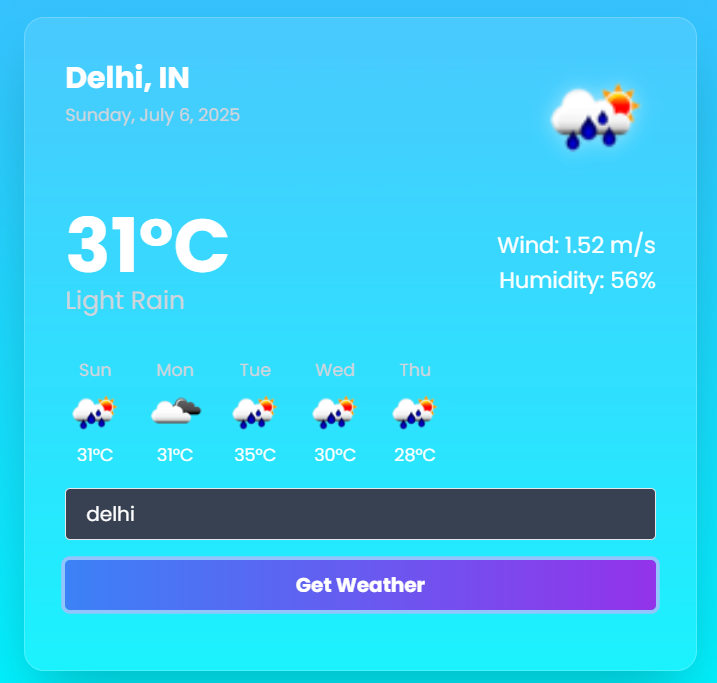 Delhi, IN
Sunday, July 6, 2025
31°C
Light Rain
Wind: 1.52 m/s
Humidity: 56%
Sun Mon Tue Wed Thu
31°C 31°C 35°C 30°C 28°C
delhi
Get Weather